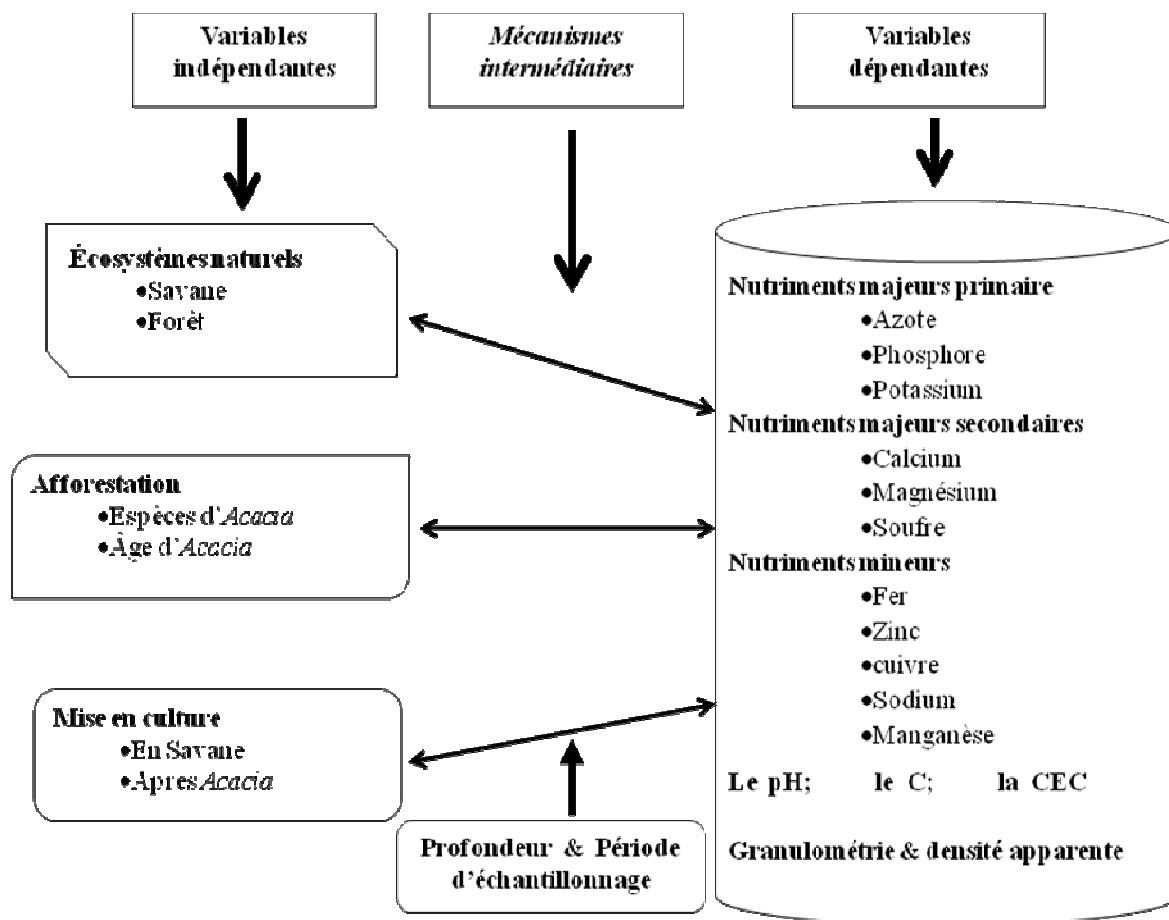 Variables
indépendantes
Mécanismes
intermédiaires
Variables
dépendantes
Écosystèmes naturels
•Savane
•Forêt
Afforestation
•Espèces d'Acacia
•Âge d'Acacia
Mise en culture
•En Savane
•Apres Acacia
Profondeur & Période
d'échantillonnage
Nutriments majeurs primaire
•Azote
•Phosphore
•Potassium
Nutriments majeurs secondaires
•Calcium
•Magnésium
•Soufre
Nutriments mineurs
•Fer
•Zinc
•cuivre
•Sodium
•Manganèse
Le pH; le C; la CEC
Granulométrie & densité apparente